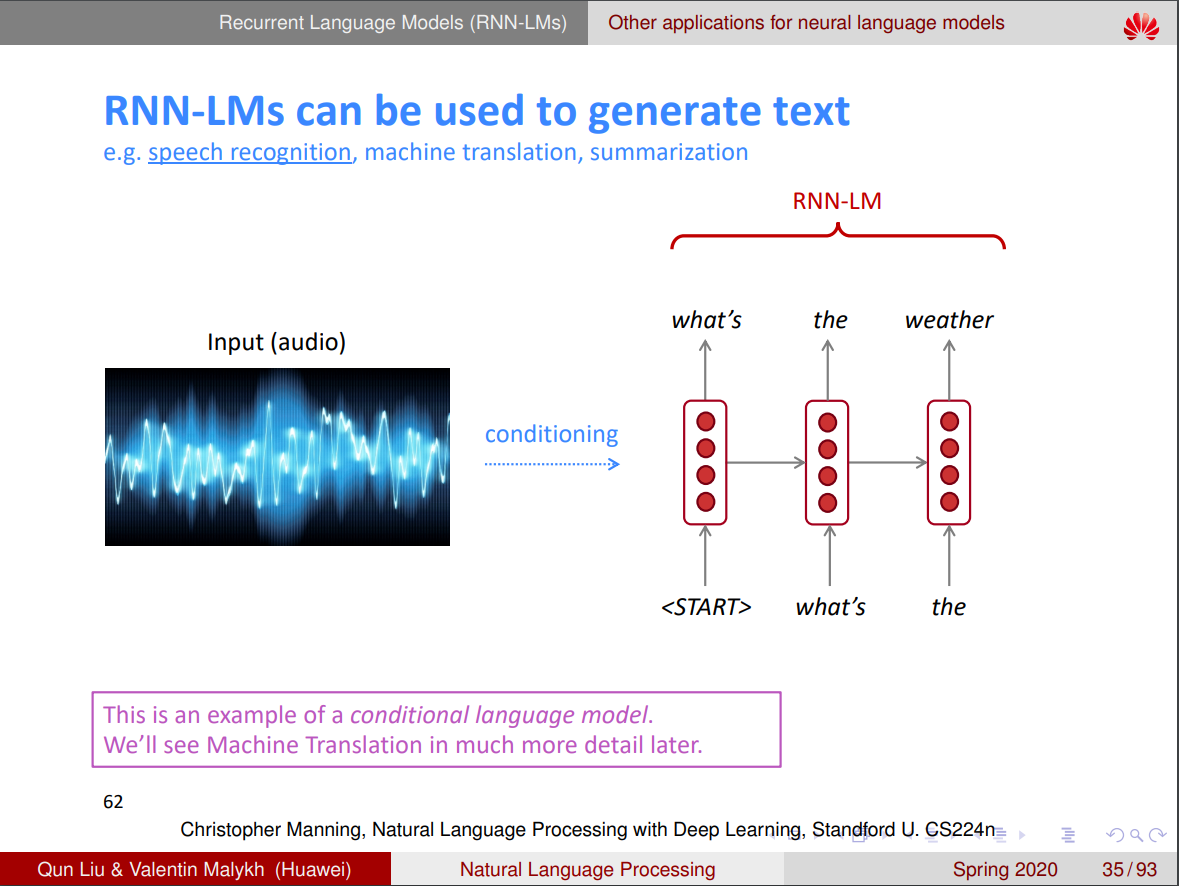 Recurrent Language Models (RNN-LMs) Other applications for neural language models
RNN-LMs can be used to generate text
e.g. speech recognition, machine translation, summarization
RNN-LM
what's the weather
Input (audio)
conditioning
<START> what's the
This is an example of a conditional language model.
We'll see Machine Translation in much more detail later.
62
Christopher Manning, Natural Language Processing with Deep Learning, Standford U. CS224n
Qun Liu & Valentin Malykh (Huawei) Natural Language Processing Spring 2020 35/93